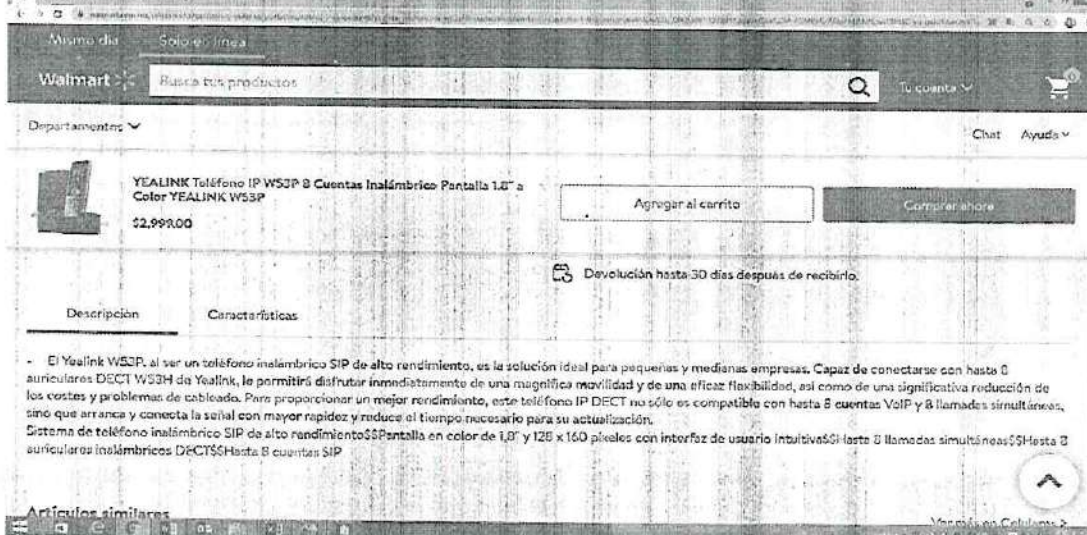 Mismo día Solo en línea
Walmart Busca tus productos Tu cuenta 0
Departamentos Chat Ayuda
YEALINK Teléfono IP W53P 8 Cuentas Inalámbrico Pantalla 1.8" a
Color YEALINK W53P
$2,999.00
Agregar al carrito Comprar ahora
Devolución hasta 30 días después de recibirlo.
Descripción Características
- El Yealink W53P, al ser un teléfono inalámbrico SIP de alto rendimiento, es la solución ideal para pequeñas y medianas empresas. Capaz de conectarse con hasta 8
auriculares DECT W53H de Yealink, le permitirá disfrutar inmediatamente de una magnífica movilidad y de una eficaz flexibilidad, así como de una significativa reducción de
los costes y problemas de cableado. Para proporcionar un mejor rendimiento, este teléfono IP DECT no sólo es compatible con hasta 8 cuentas VoIP y 8 llamadas simultáneas,
sino que arranca y conecta la señal con mayor rapidez y reduce el tiempo necesario para su actualización.
Sistema de teléfono inalámbrico SIP de alto rendimiento$$Pantalla en color de 1,8" y 128 x 160 píxeles con interfaz de usuario intuitiva$$Hasta 8 llamadas simultáneas$$Hasta 8
auriculares inalámbricos DECT$$Hasta 8 cuentas SIP
Artículos similares Ver más en Celulares >